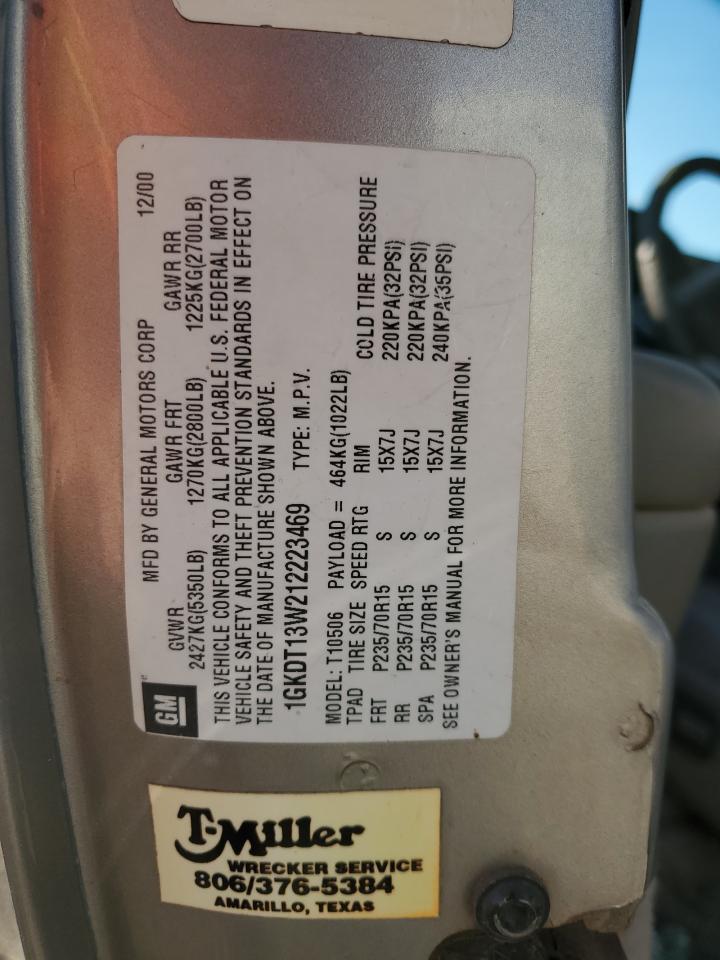 MFD BY GENERAL MOTORS CORP 12/00
GVWR GAWR FRT GAWR RR
2427KG(5350LB) 1270KG(2800LB) 1225KG(2700LB)
THIS VEHICLE CONFORMS TO ALL APPLICABLE U.S. FEDERAL MOTOR
VEHICLE SAFETY AND THEFT PREVENTION STANDARDS IN EFFECT ON
THE DATE OF MANUFACTURE SHOWN ABOVE.
1GKDT13W212223469 TYPE: M.P.V.
MODEL: T10506 PAYLOAD = 464KG(1022LB)
TPAD TIRE SIZE SPEED RTG RIM COLD TIRE PRESSURE
FRT P235/70R15 S 15X7J 220KPA(32PSI)
RR P235/70R15 S 15X7J 220KPA(32PSI)
SPA P235/70R15 S 15X7J 240KPA(35PSI)
SEE OWNER'S MANUAL FOR MORE INFORMATION.
GM
T-Miller
WRECKER SERVICE
806/376-5384
AMARILLO, TEXAS